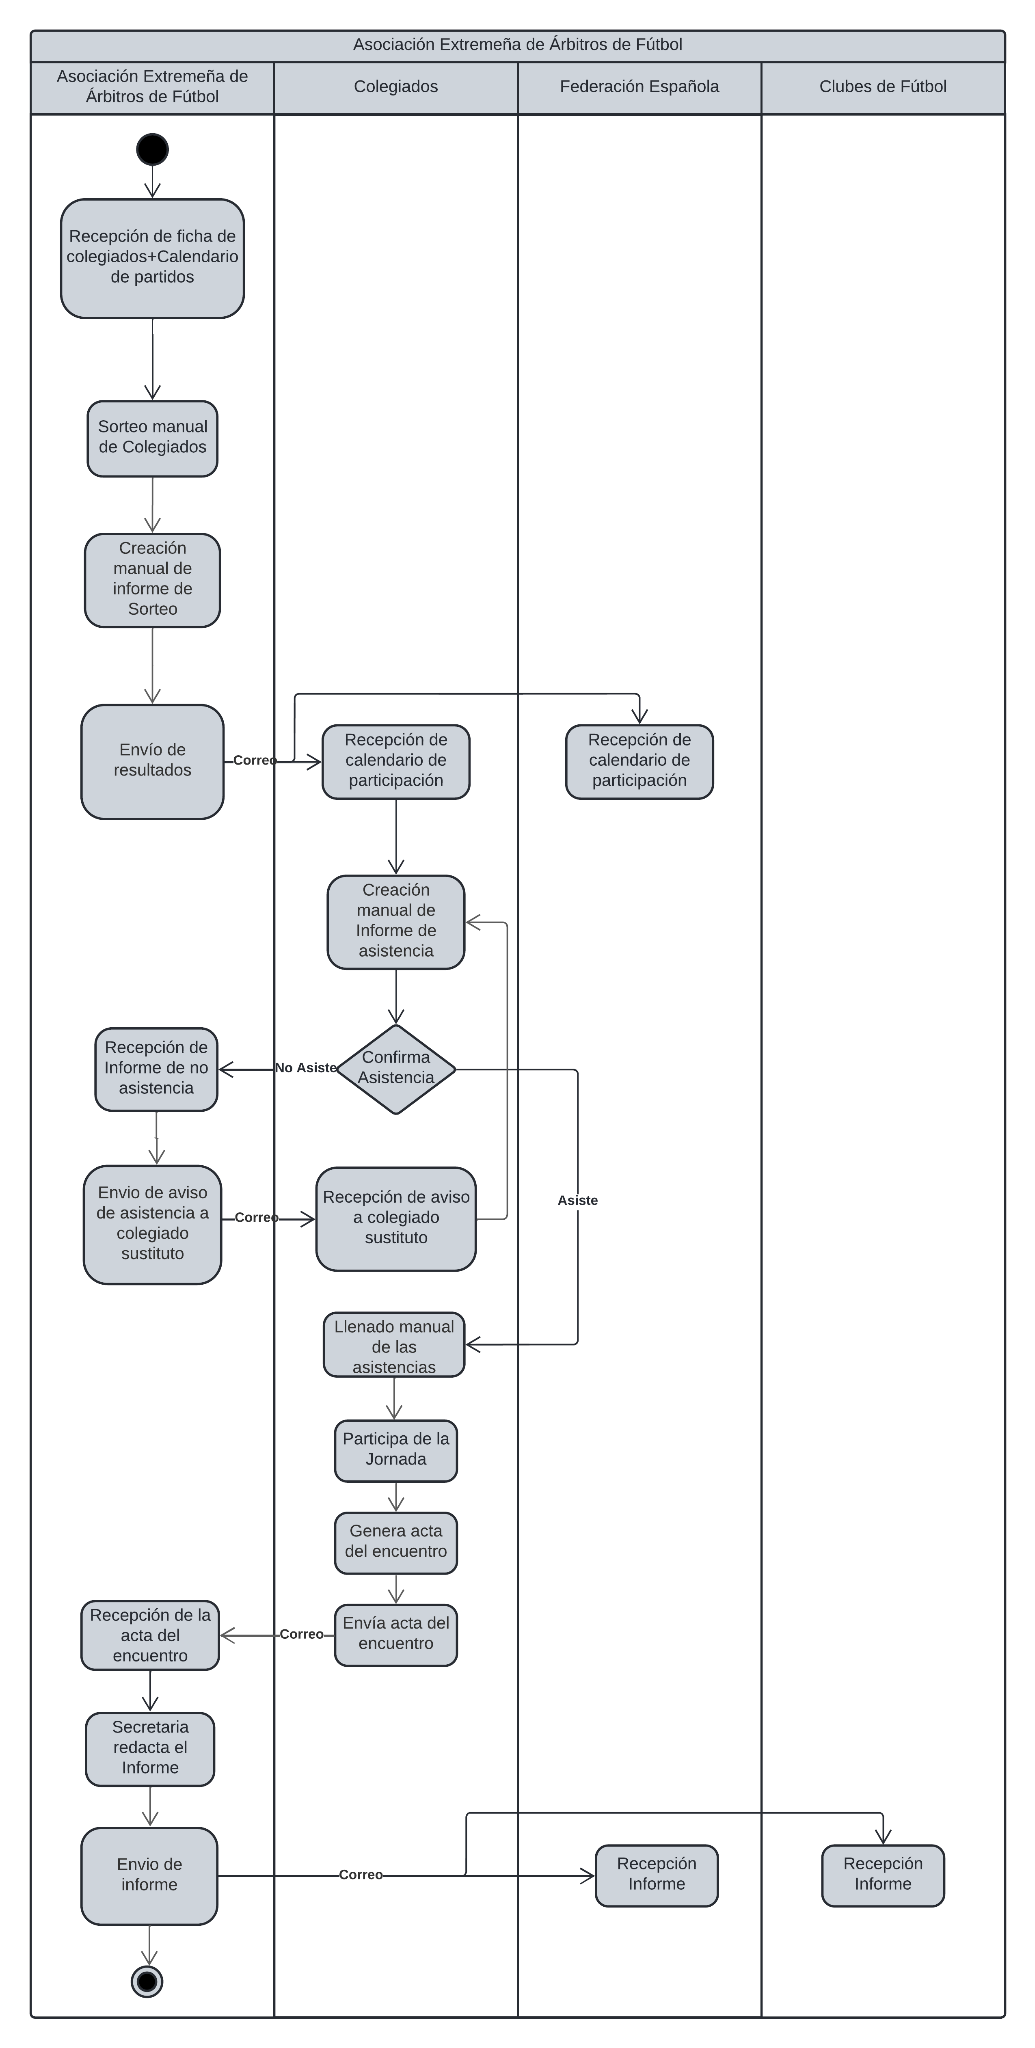 Asociación Extremeña de Árbitros de Fútbol
Asociación Extremeña de
Árbitros de Fútbol
Colegiados
Federación Española
Clubes de Fútbol
Recepción de ficha de
colegiados+Calendario
de partidos
Sorteo manual
de Colegiados
Creación
manual de
informe de
Sorteo
Envío de
resultados
Correo
Recepción de
calendario de
participación
Recepción de
calendario de
participación
Creación
manual de
Informe de
asistencia
Confirma
Asistencia
No Asiste
Recepción de
Informe de no
asistencia
Envio de aviso
de asistencia a
colegiado
sustituto
Correo
Recepción de aviso
a colegiado
sustituto
Asiste
Llenado manual
de las
asistencias
Participa de la
Jornada
Genera acta
del encuentro
Envía acta del
encuentro
Correo
Recepción de la
acta del
encuentro
Secretaria
redacta el
Informe
Envio de
informe
Correo
Recepción
Informe
Recepción
Informe